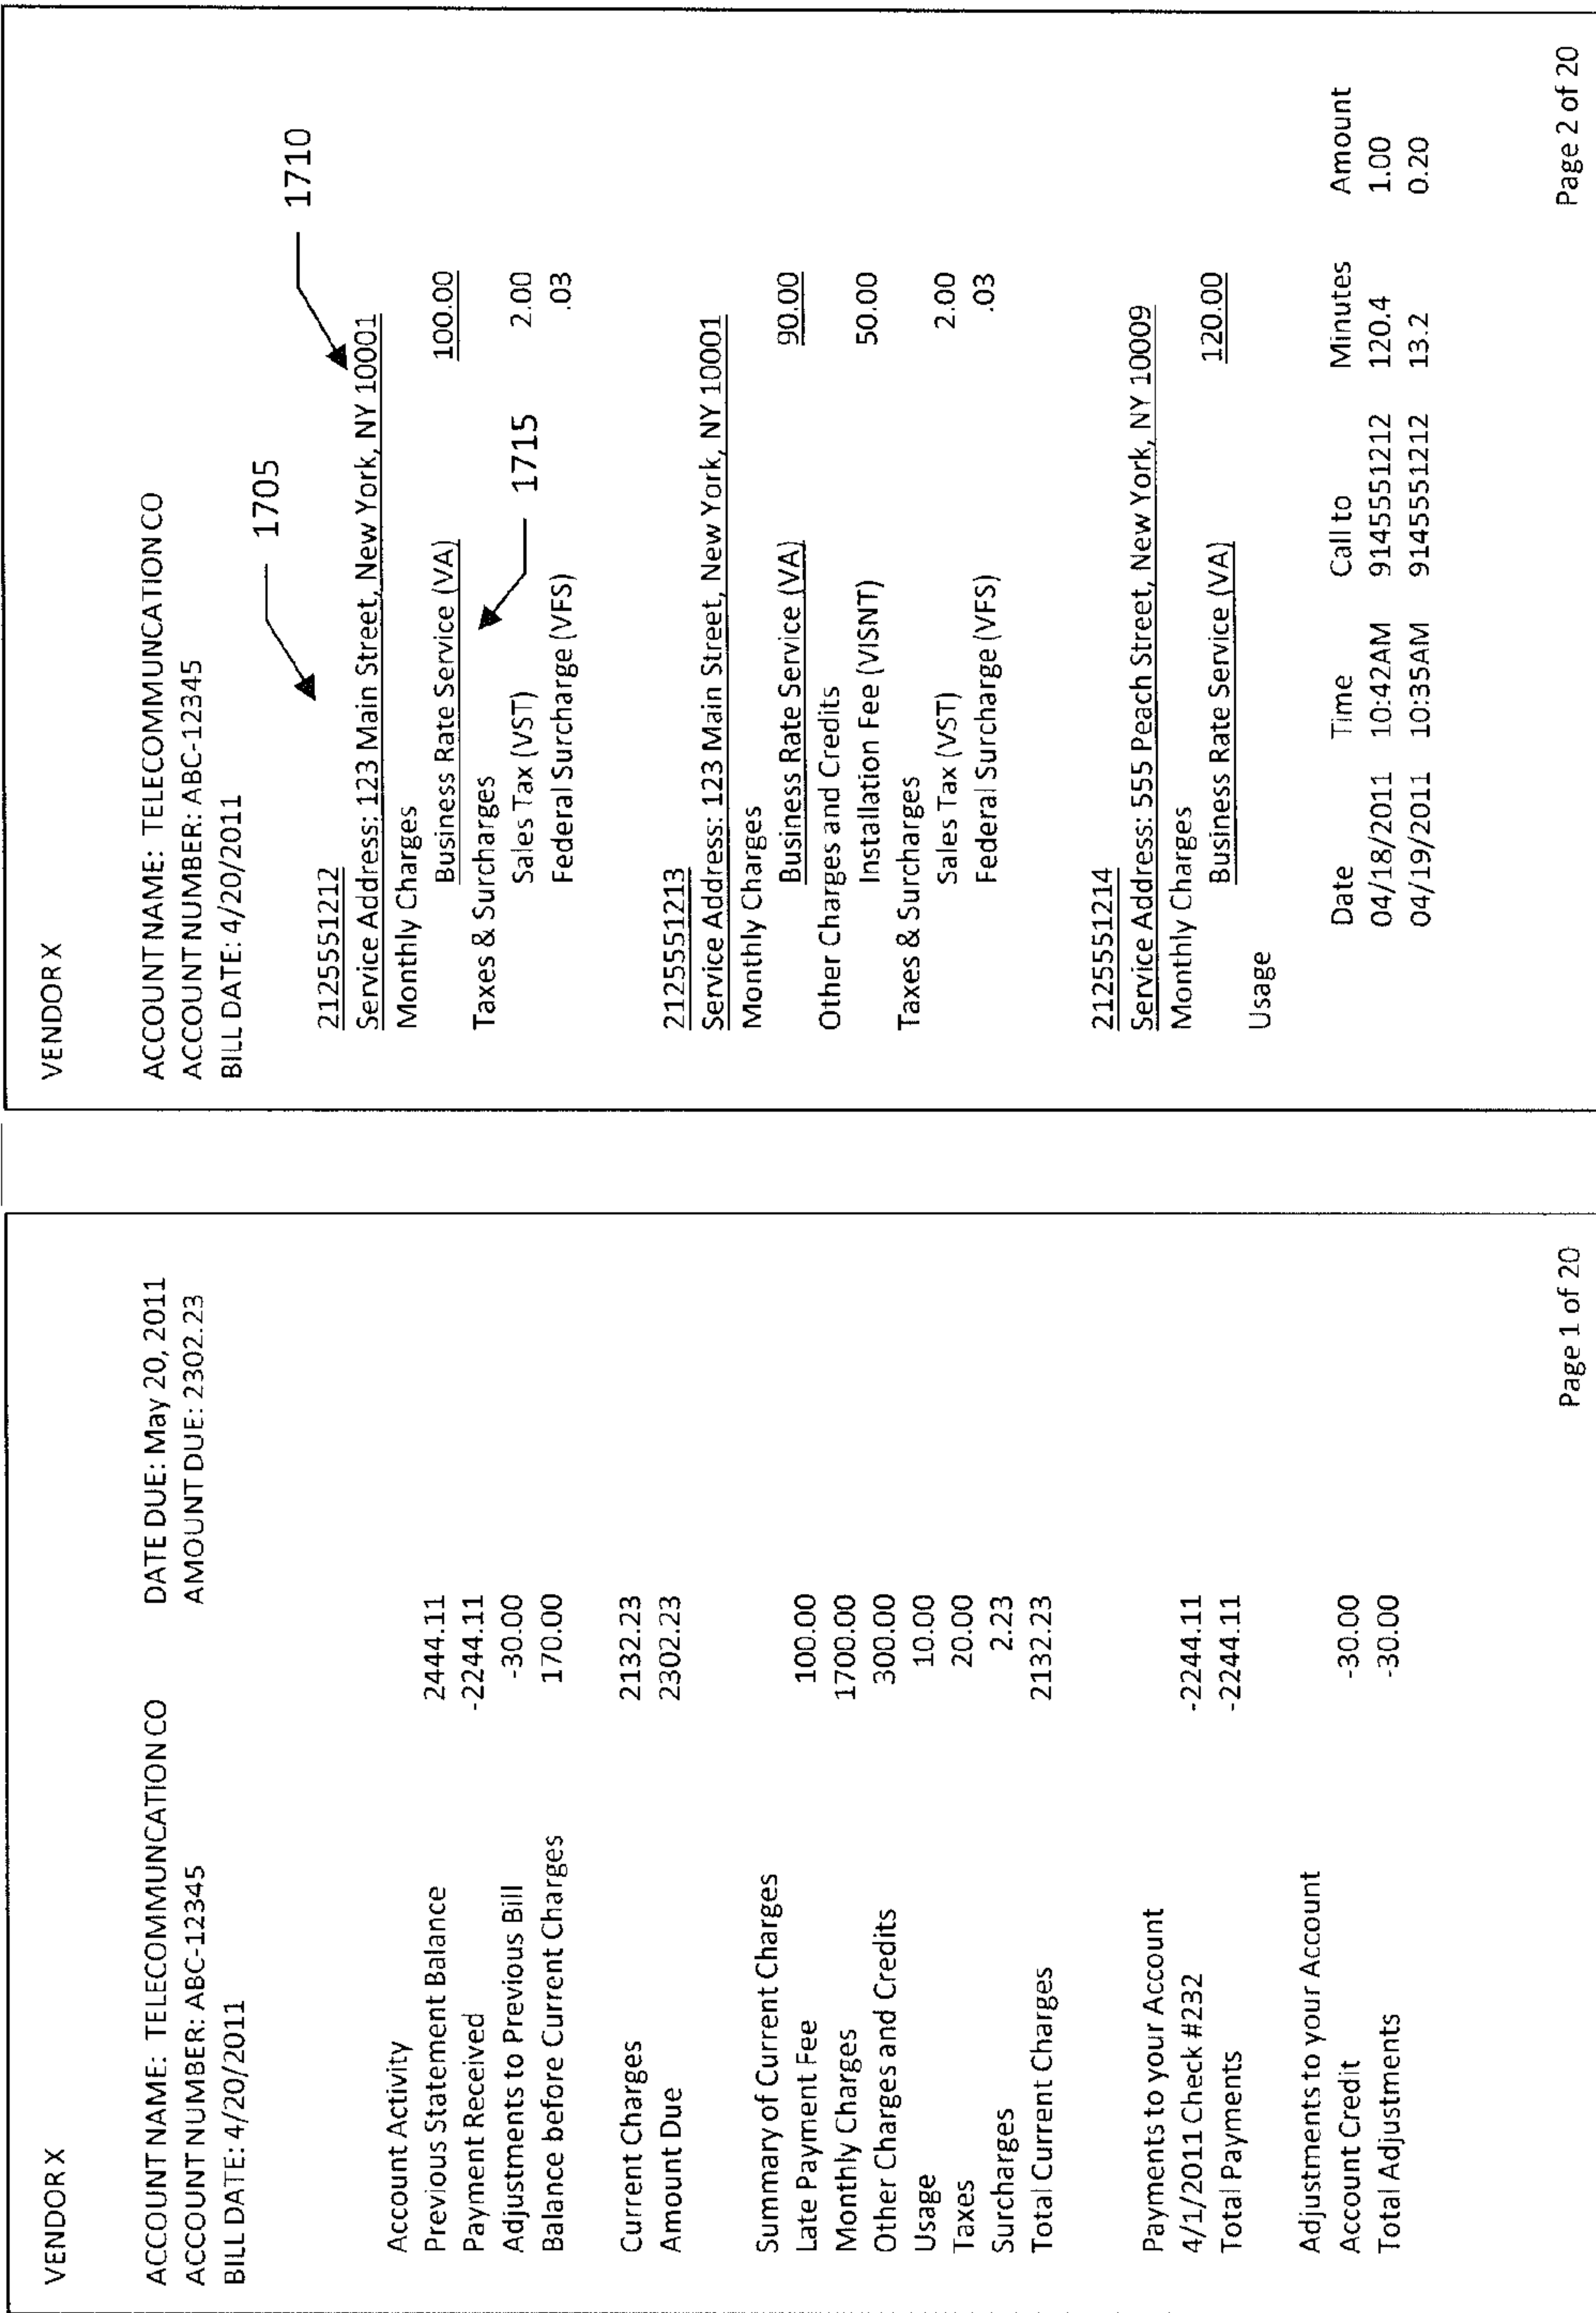 VENDOR X
ACCOUNT NAME: TELECOMMUNCATION CO DATE DUE: May 20, 2011
ACCOUNT NUMBER: ABC-12345 AMOUNT DUE: 2302.23
BILL DATE: 4/20/2011
Account Activity
Previous Statement Balance 2444.11
Payment Received -2244.11
Adjustments to Previous Bill -30.00
Balance before Current Charges 170.00
Current Charges 2132.23
Amount Due 2302.23
Summary of Current Charges
Late Payment Fee 100.00
Monthly Charges 1700.00
Other Charges and Credits 300.00
Usage 10.00
Taxes 20.00
Surcharges 2.23
Total Current Charges 2132.23
Payments to your Account
4/1/2011 Check #232 -2244.11
Total Payments -2244.11
Adjustments to your Account
Account Credit -30.00
Total Adjustments -30.00
Page 1 of 20
VENDOR X
ACCOUNT NAME: TELECOMMUNCATION CO
ACCOUNT NUMBER: ABC-12345
BILL DATE: 4/20/2011
1705
1710
2125551212
Service Address: 123 Main Street, New York, NY 10001
Monthly Charges
Business Rate Service (VA) 100.00
Taxes & Surcharges
1715
Sales Tax (VST) 2.00
Federal Surcharge (VFS) .03
2125551213
Service Address: 123 Main Street, New York, NY 10001
Monthly Charges
Business Rate Service (VA) 90.00
Other Charges and Credits
Installation Fee (VISNT) 50.00
Taxes & Surcharges
Sales Tax (VST) 2.00
Federal Surcharge (VFS) .03
2125551214
Service Address: 555 Peach Street, New York, NY 10009
Monthly Charges
Business Rate Service (VA) 120.00
Usage
Date Time Call to Minutes Amount
04/18/2011 10:42AM 9145551212 120.4 1.00
04/19/2011 10:35AM 9145551212 13.2 0.20
Page 2 of 20